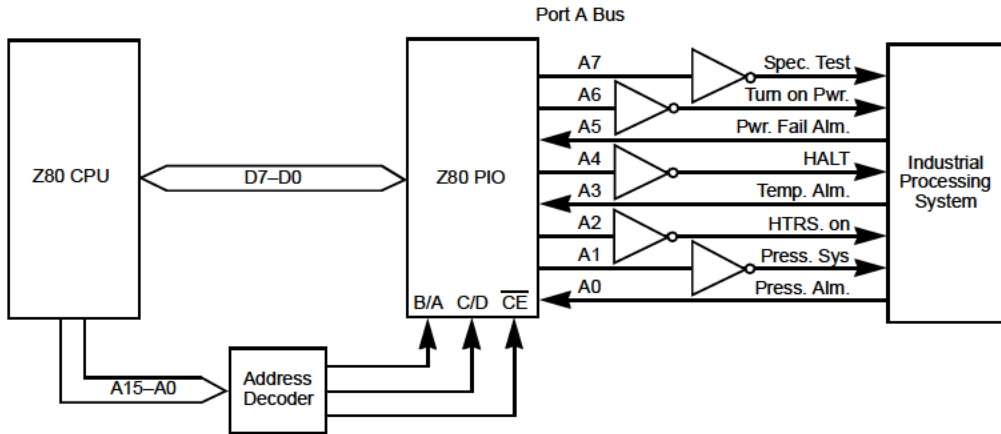 Port A Bus
Z80 CPU
D7–D0
Z80 PIO
B/A C/D CE
A7 Spec. Test
A6 Turn on Pwr.
A5 Pwr. Fail Alm.
A4 HALT
A3 Temp. Alm.
A2 HTRS. on
A1 Press. Sys
A0 Press. Alm.
Industrial
Processing
System
A15–A0
Address
Decoder